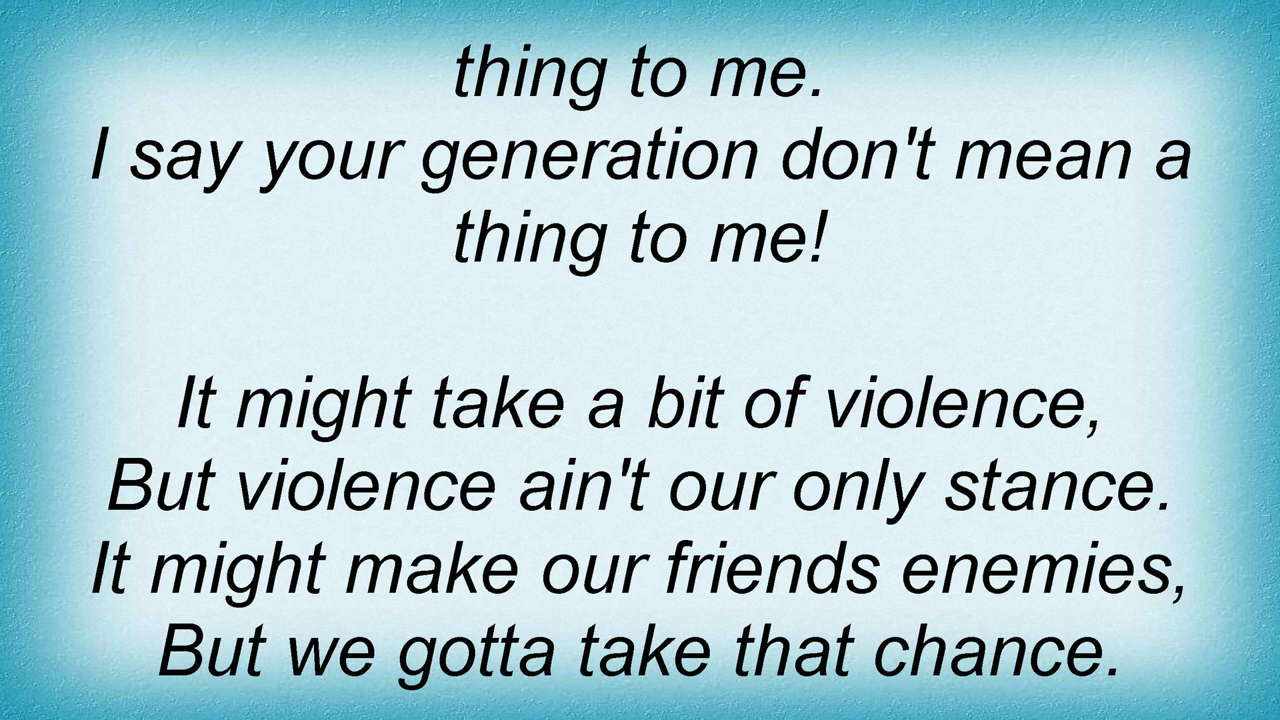 thing to me.
I say your generation don't mean a
thing to me!
It might take a bit of violence,
But violence ain't our only stance.
It might make our friends enemies,
But we gotta take that chance.